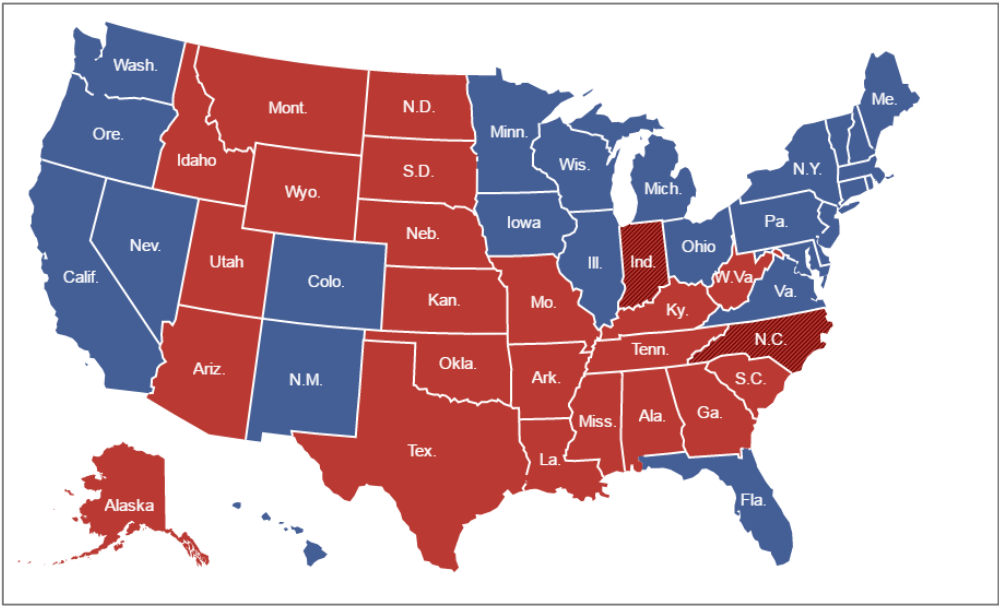 Wash.
Me.
Mont.
N.D.
Minn.
Ore.
N.Y.
Idaho
S.D.
Wis.
Mich.
Wyo.
Iowa
Pa.
Neb.
Nev.
Ohio
Utah
Ill.
Ind.
Calif.
Colo.
W.Va.
Va.
Kan.
Mo.
Ky.
N.C.
Tenn.
Okla.
Ariz.
Ark.
N.M.
S.C.
Ga.
Ala.
Miss.
Tex.
La.
Fla.
Alaska